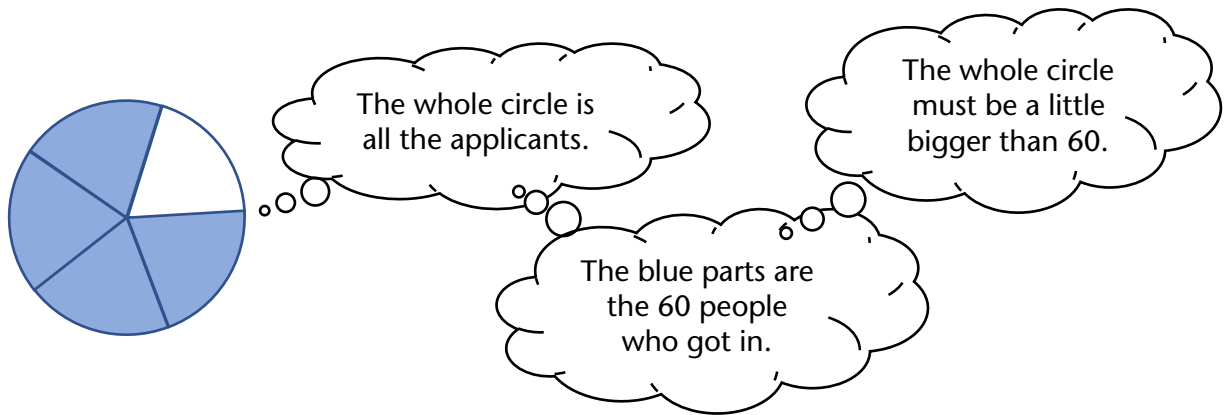 The whole circle is
all the applicants.
The blue parts are
the 60 people
who got in.
The whole circle
must be a little
bigger than 60.